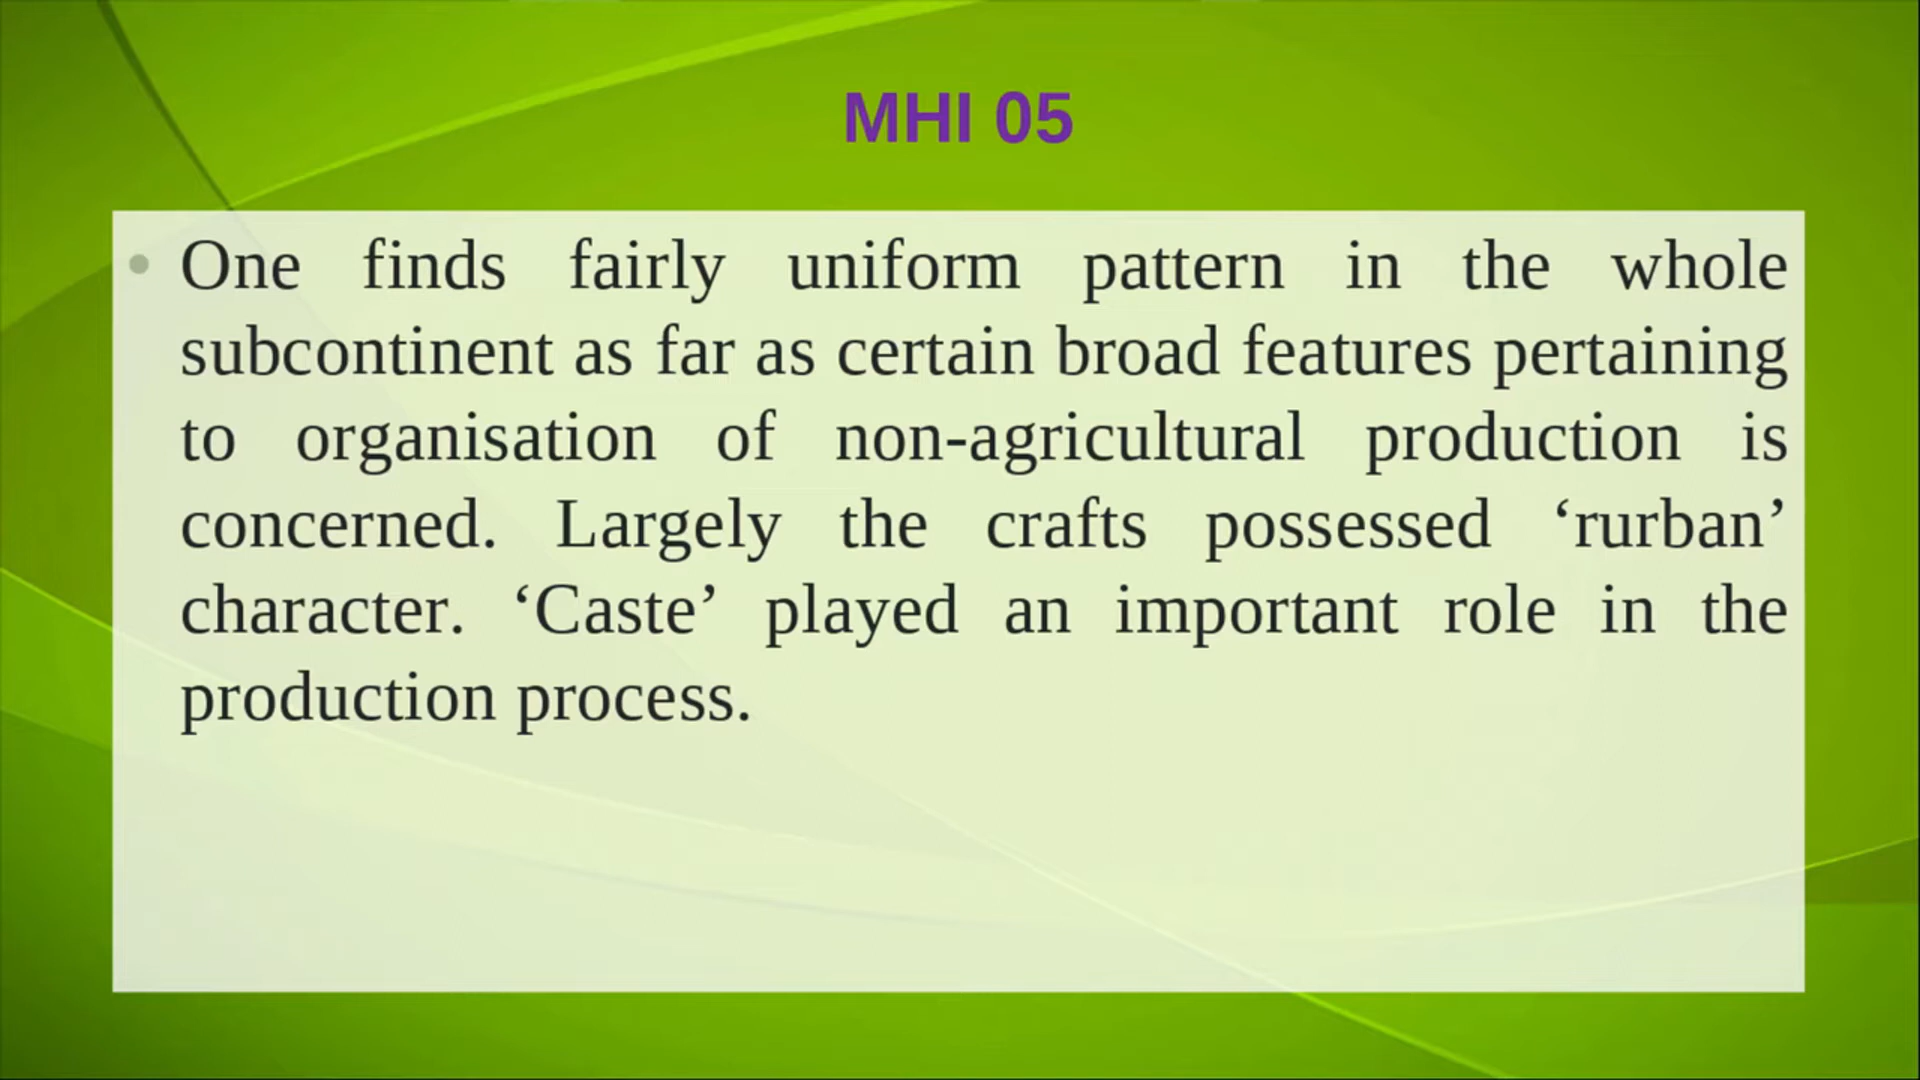 MHI 05
• One finds fairly uniform pattern in the whole
subcontinent as far as certain broad features pertaining
to organisation of non-agricultural production is
concerned. Largely the crafts possessed ‘rurban’
character. ‘Caste’ played an important role in the
production process.